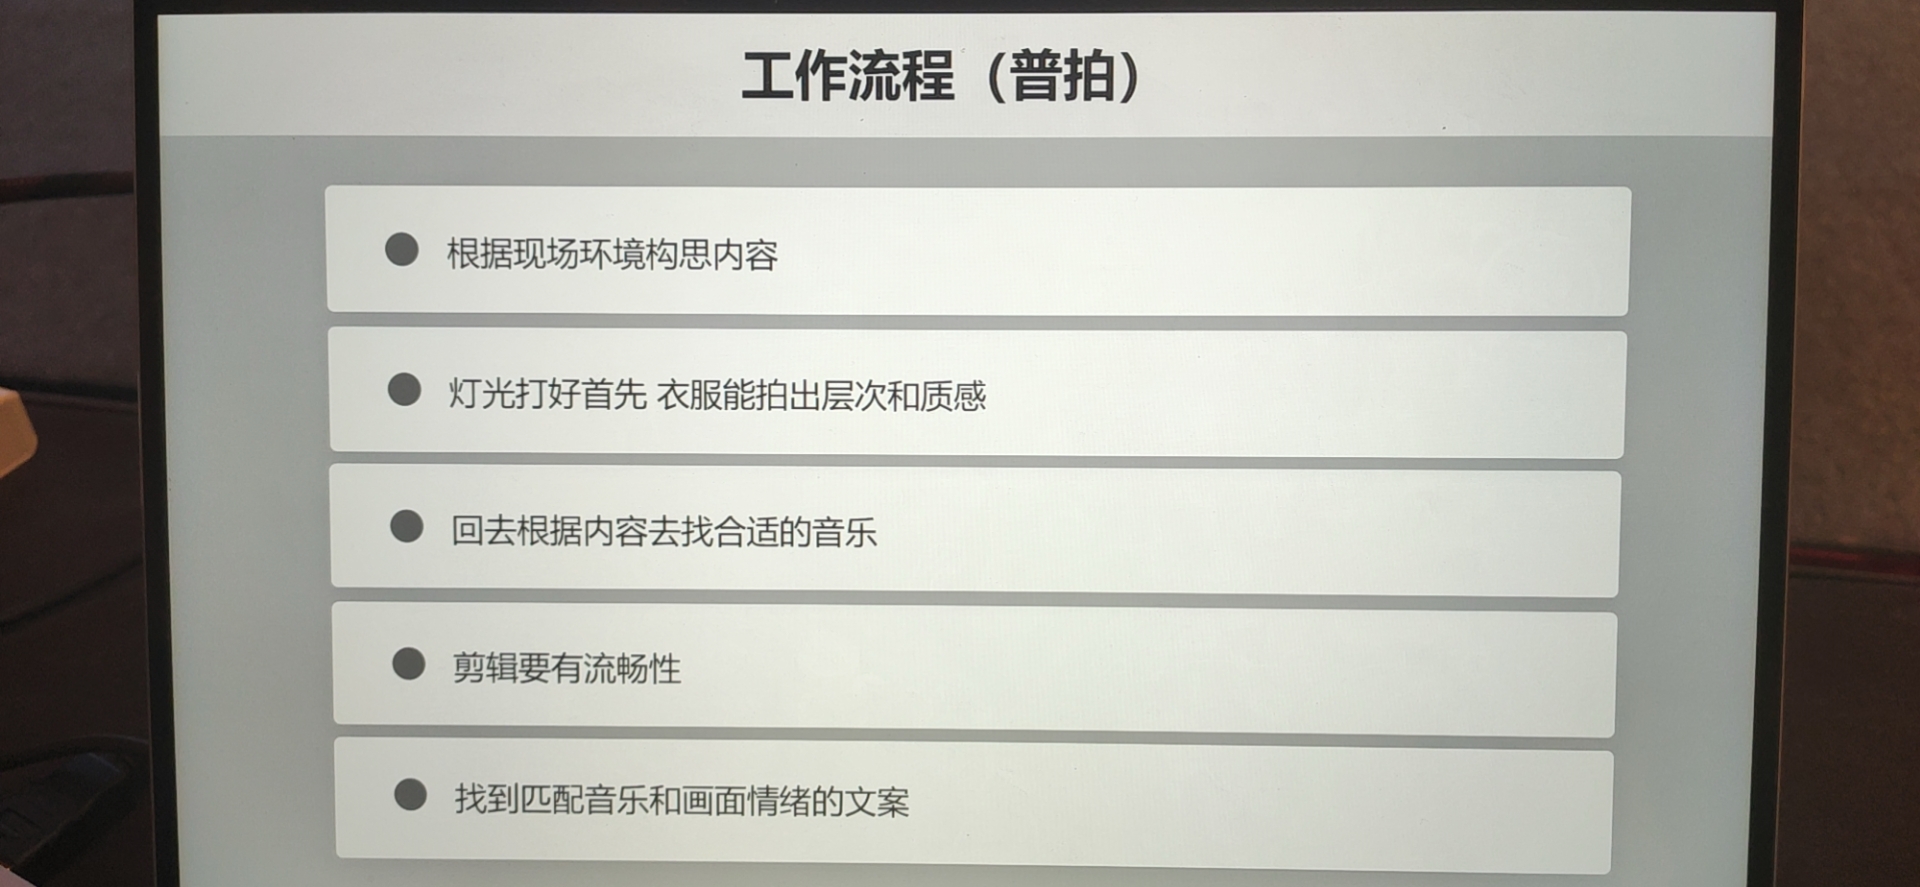 工作流程（普拍）
根据现场环境构思内容
灯光打好首先 衣服能拍出层次和质感
回去根据内容去找合适的音乐
剪辑要有流畅性
找到匹配音乐和画面情绪的文案